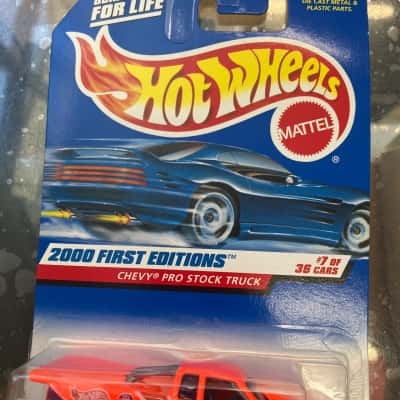 FOR LIFE
DIE CAST METAL &
PLASTIC PARTS.
HOT WHEELS
MATTEL
®
2000 FIRST EDITIONS™
#7 OF
36 CARS
CHEVY® PRO STOCK TRUCK